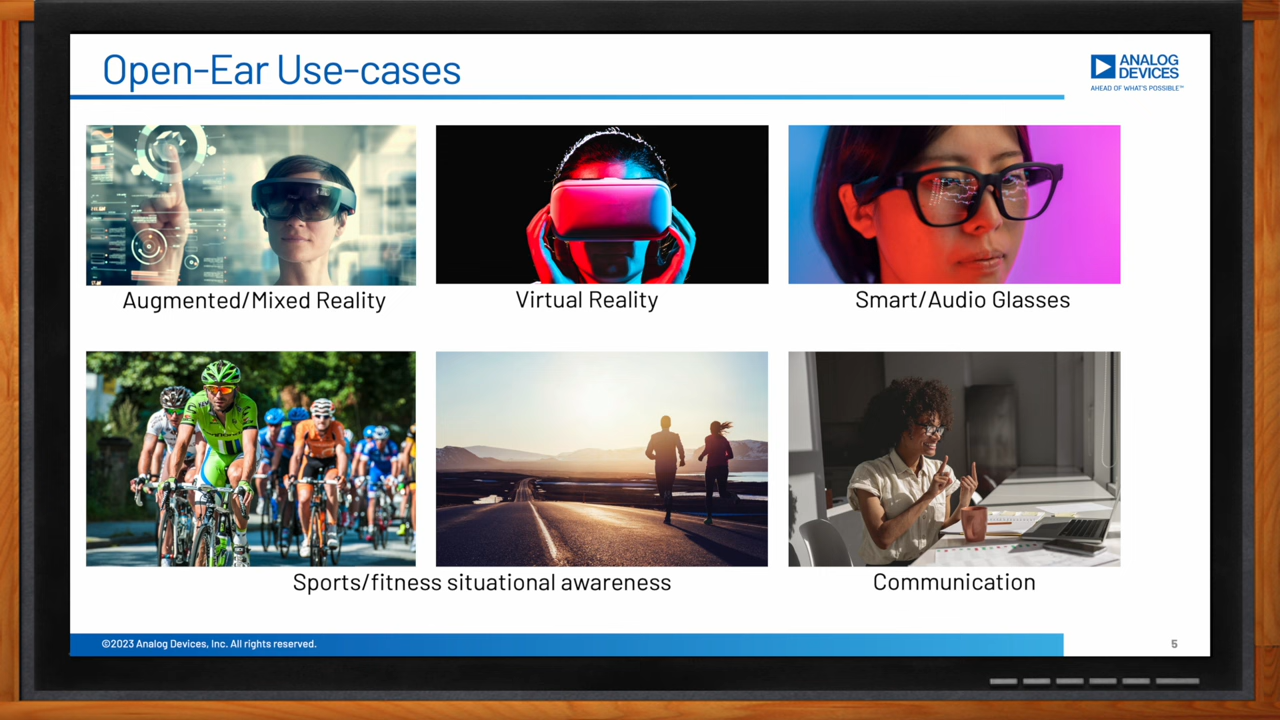 Open-Ear Use-cases
ANALOG
DEVICES
AHEAD OF WHAT'S POSSIBLE™
Augmented/Mixed Reality
Virtual Reality
Smart/Audio Glasses
Sports/fitness situational awareness
Communication
©2023 Analog Devices, Inc. All rights reserved.
5